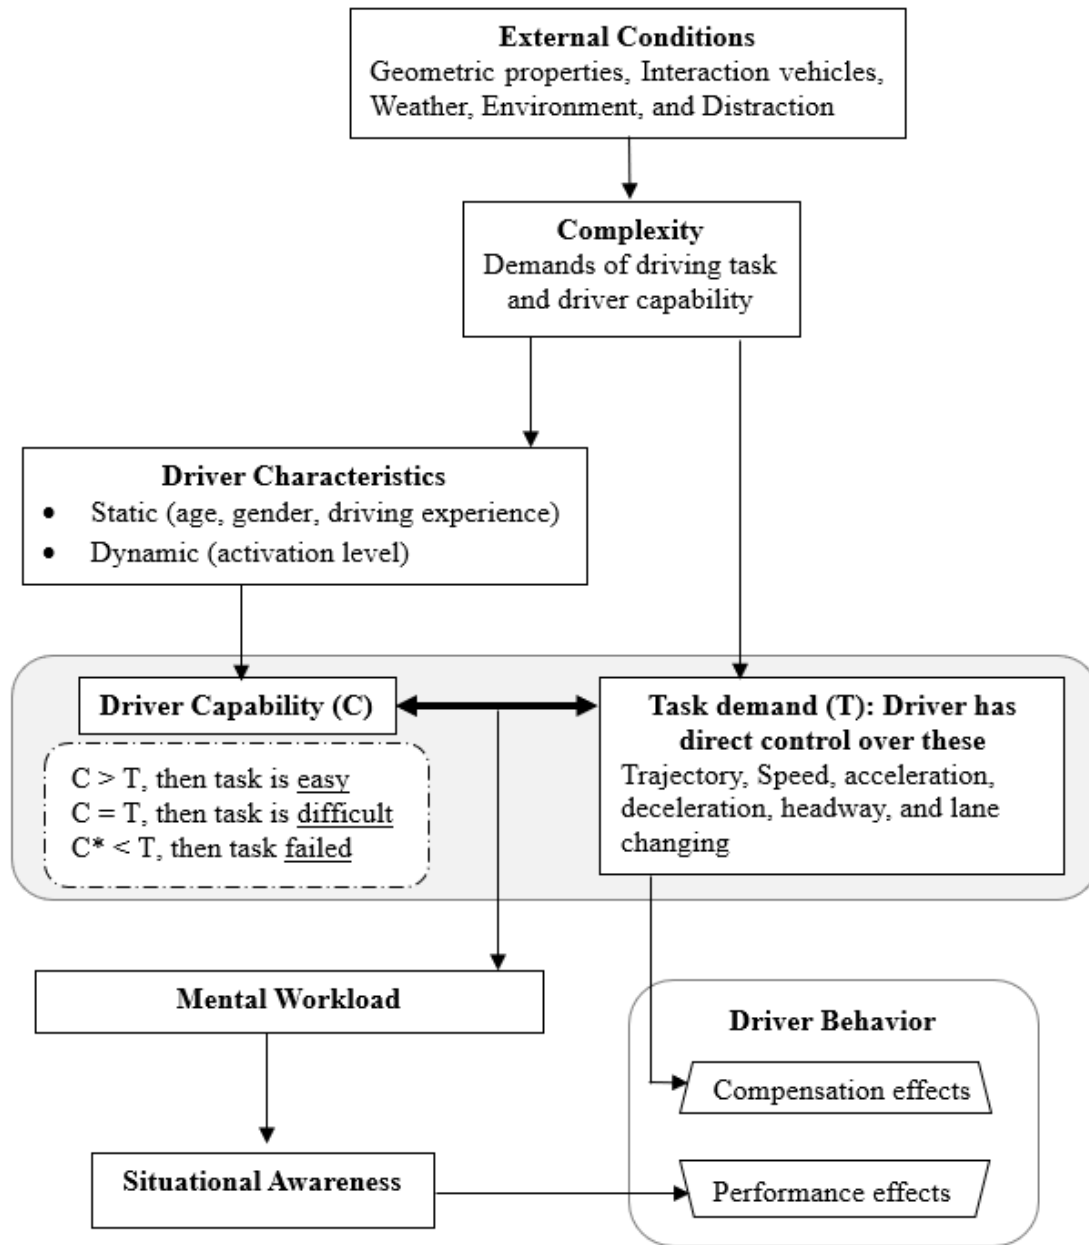 External Conditions
Geometric properties, Interaction vehicles,
Weather, Environment, and Distraction
Complexity
Demands of driving task
and driver capability
Driver Characteristics
• Static (age, gender, driving experience)
• Dynamic (activation level)
Driver Capability (C)
C > T, then task is easy
C = T, then task is difficult
C* < T, then task failed
Task demand (T): Driver has
direct control over these
Trajectory, Speed, acceleration,
deceleration, headway, and lane
changing
Mental Workload
Situational Awareness
Driver Behavior
Compensation effects
Performance effects